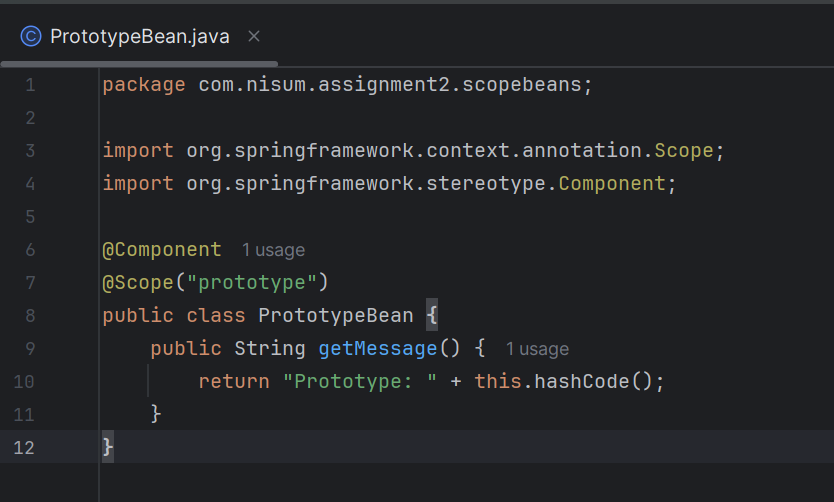 PrototypeBean.java
1 package com.nisum.assignment2.scopebeans;
2
3 import org.springframework.context.annotation.Scope;
4 import org.springframework.stereotype.Component;
5
6 @Component 1 usage
7 @Scope("prototype")
8 public class PrototypeBean {
9     public String getMessage() { 1 usage
10         return "Prototype: " + this.hashCode();
11     }
12 }